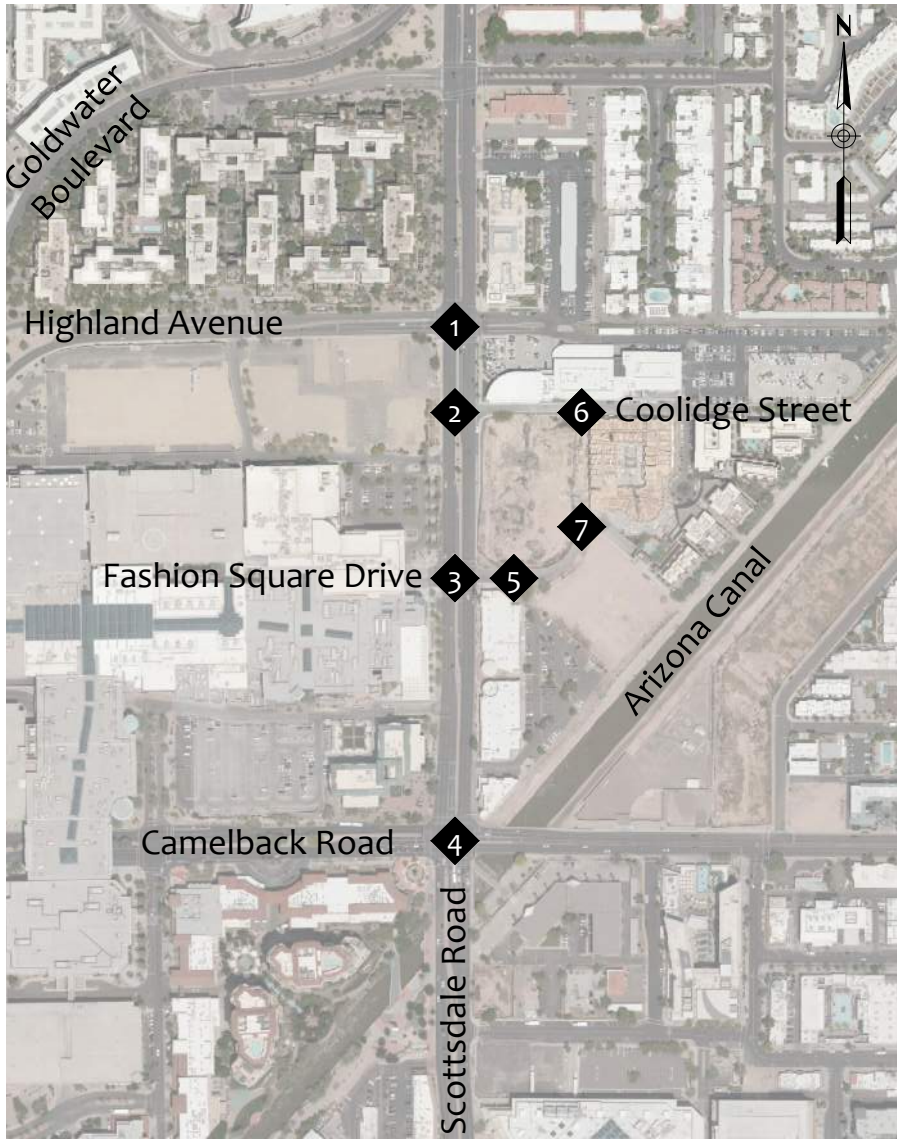 N
Goldwater
Boulevard
Highland Avenue
1
2
6
Coolidge Street
7
Fashion Square Drive
3
5
Arizona Canal
Camelback Road
4
Scottsdale Road